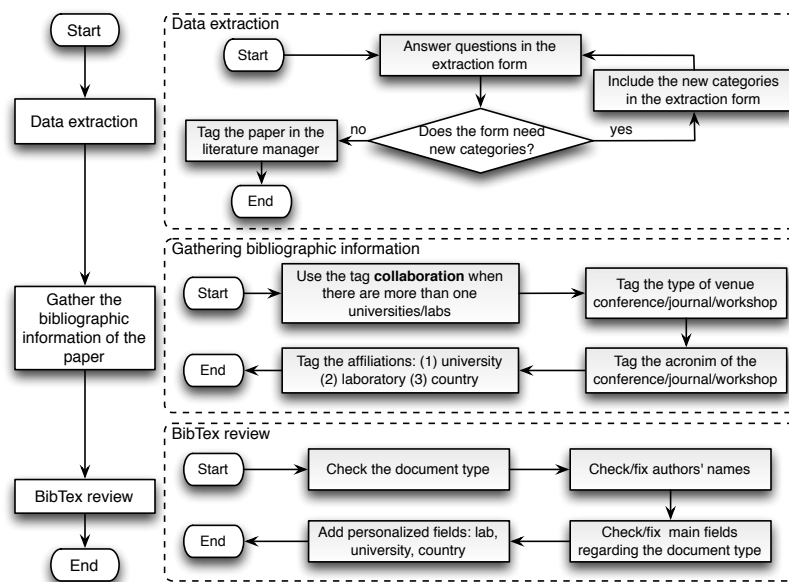 Start
Data extraction
Gather the
bibliographic
information of the
paper
BibTex review
End
Data extraction
Start
Answer questions in the
extraction form
Include the new categories
in the extraction form
Does the form need
new categories?
no
yes
Tag the paper in the
literature manager
End
Gathering bibliographic information
Start
Use the tag collaboration when
there are more than one
universities/labs
Tag the type of venue
conference/journal/workshop
Tag the acronim of the
conference/journal/workshop
Tag the affiliations: (1) university
(2) laboratory (3) country
End
BibTex review
Start
Check the document type
Check/fix authors' names
Check/fix main fields
regarding the document type
Add personalized fields: lab,
university, country
End